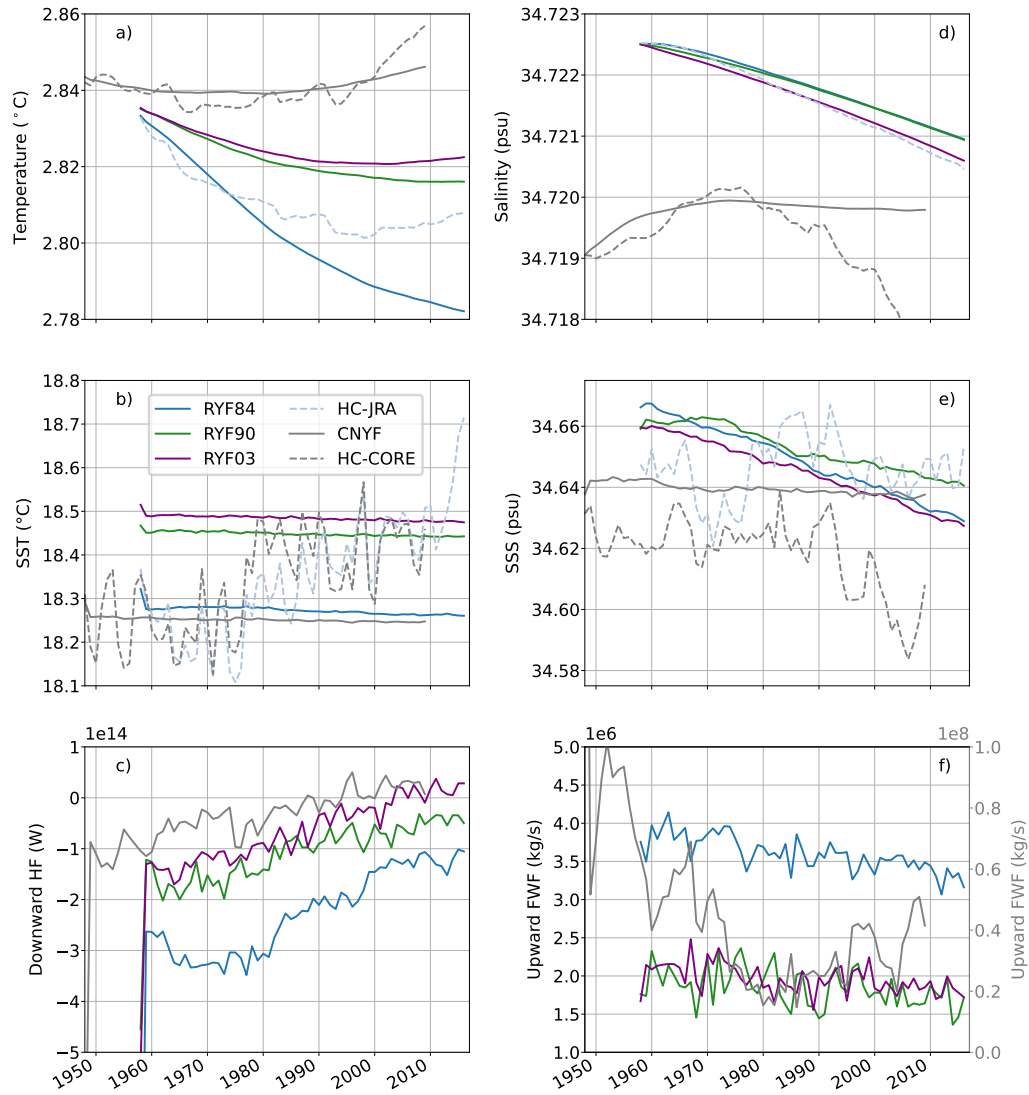 a)
Temperature (°C)
2.86
2.84
2.82
2.80
2.78
d)
Salinity (psu)
34.723
34.722
34.721
34.720
34.719
34.718
b)
SST (°C)
18.8
18.7
18.6
18.5
18.4
18.3
18.2
18.1
RYF84
RYF90
RYF03
HC-JRA
CNYF
HC-CORE
e)
SSS (psu)
34.66
34.64
34.62
34.60
34.58
1e14
c)
Downward HF (W)
1
0
−1
−2
−3
−4
−5
1950
1960
1970
1980
1990
2000
2010
1e6
1e8
f)
Upward FWF (kg/s)
5.0
4.5
4.0
3.5
3.0
2.5
2.0
1.5
1.0
1.0
0.8
0.6
0.4
0.2
0.0
Upward FWF (kg/s)
1950
1960
1970
1980
1990
2000
2010